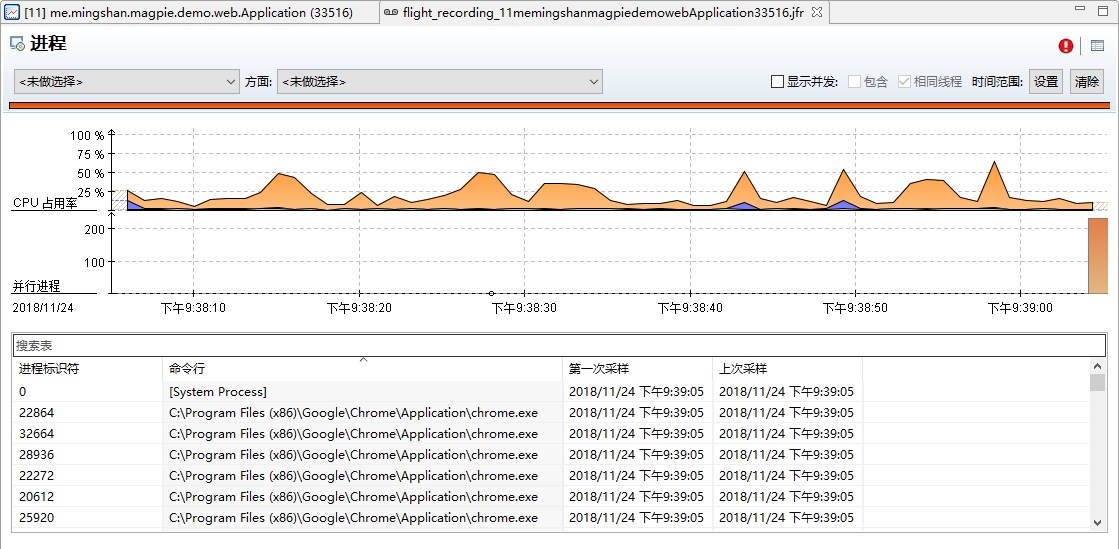 [11] me.mingshan.magpie.demo.web.Application (33516)
flight_recording_11memingshanmagpiedemowebApplication33516.jfr
进程
<未做选择> 方面: <未做选择> 显示并发: 包含 相同线程 时间范围: 设置 清除
100 %
75 %
50 %
25 %
CPU 占用率
200
100
并行进程
2018/11/24 下午9:38:10 下午9:38:20 下午9:38:30 下午9:38:40 下午9:38:50 下午9:39:00
搜索表
进程标识符 命令行 第一次采样 上次采样
0 [System Process] 2018/11/24 下午9:39:05 2018/11/24 下午9:39:05
22864 C:\Program Files (x86)\Google\Chrome\Application\chrome.exe 2018/11/24 下午9:39:05 2018/11/24 下午9:39:05
32664 C:\Program Files (x86)\Google\Chrome\Application\chrome.exe 2018/11/24 下午9:39:05 2018/11/24 下午9:39:05
28936 C:\Program Files (x86)\Google\Chrome\Application\chrome.exe 2018/11/24 下午9:39:05 2018/11/24 下午9:39:05
22272 C:\Program Files (x86)\Google\Chrome\Application\chrome.exe 2018/11/24 下午9:39:05 2018/11/24 下午9:39:05
20612 C:\Program Files (x86)\Google\Chrome\Application\chrome.exe 2018/11/24 下午9:39:05 2018/11/24 下午9:39:05
25920 C:\Program Files (x86)\Google\Chrome\Application\chrome.exe 2018/11/24 下午9:39:05 2018/11/24 下午9:39:05